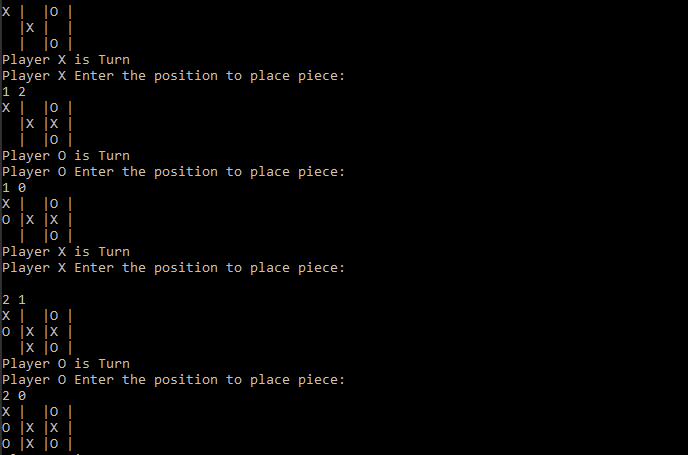 X |  |O |
  |X |  |
  |  |O |
Player X is Turn
Player X Enter the position to place piece:
1 2
X |  |O |
  |X |X |
  |  |O |
Player O is Turn
Player O Enter the position to place piece:
1 0
X |  |O |
O |X |X |
  |  |O |
Player X is Turn
Player X Enter the position to place piece:

2 1
X |  |O |
O |X |X |
  |X |O |
Player O is Turn
Player O Enter the position to place piece:
2 0
X |  |O |
O |X |X |
O |X |O |